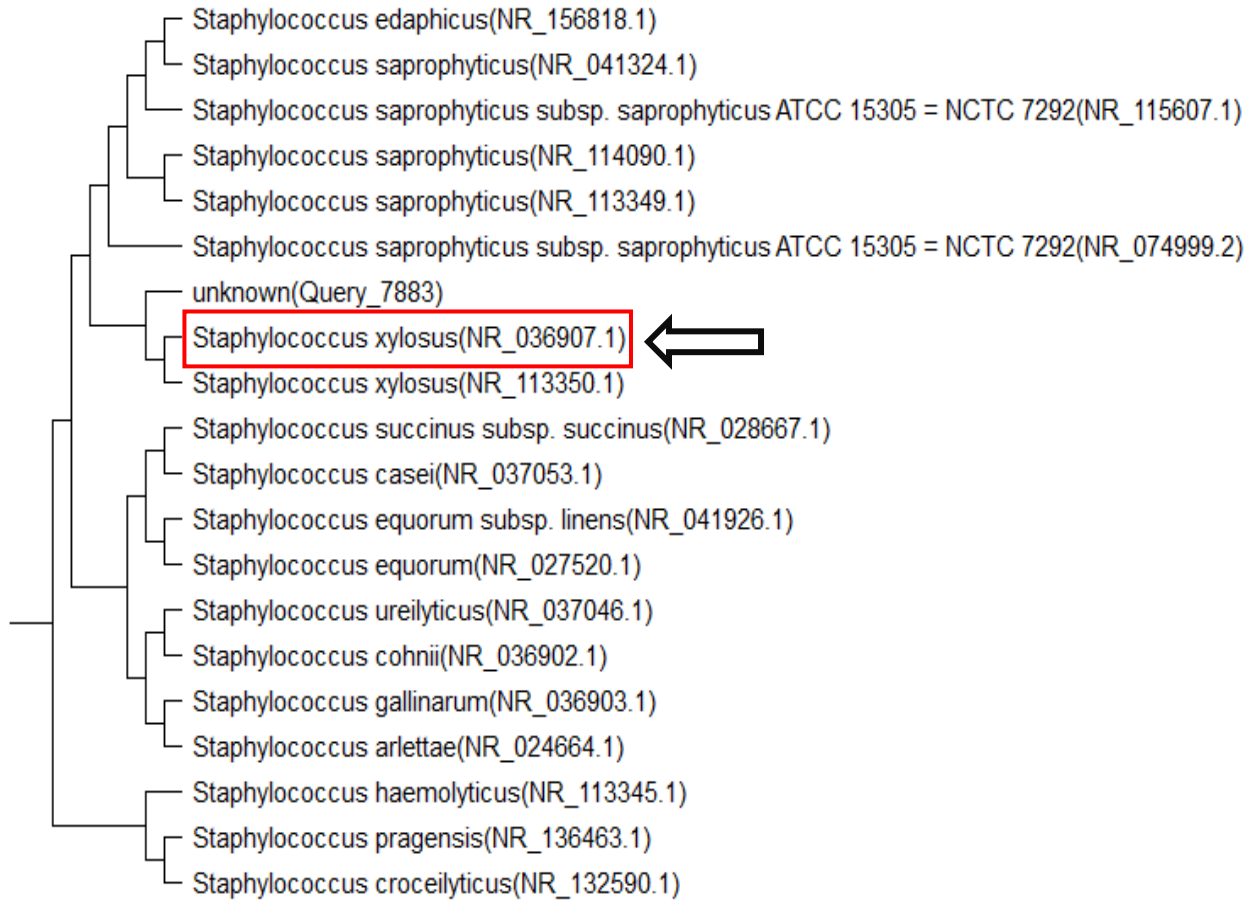 Staphylococcus edaphicus(NR_156818.1)
Staphylococcus saprophyticus(NR_041324.1)
Staphylococcus saprophyticus subsp. saprophyticus ATCC 15305 = NCTC 7292(NR_115607.1)
Staphylococcus saprophyticus(NR_114090.1)
Staphylococcus saprophyticus(NR_113349.1)
Staphylococcus saprophyticus subsp. saprophyticus ATCC 15305 = NCTC 7292(NR_074999.2)
unknown(Query_7883)
Staphylococcus xylosus(NR_036907.1)
Staphylococcus xylosus(NR_113350.1)
Staphylococcus succinus subsp. succinus(NR_028667.1)
Staphylococcus casei(NR_037053.1)
Staphylococcus equorum subsp. linens(NR_041926.1)
Staphylococcus equorum(NR_027520.1)
Staphylococcus ureilyticus(NR_037046.1)
Staphylococcus cohnii(NR_036902.1)
Staphylococcus gallinarum(NR_036903.1)
Staphylococcus arlettae(NR_024664.1)
Staphylococcus haemolyticus(NR_113345.1)
Staphylococcus pragensis(NR_136463.1)
Staphylococcus croceilyticus(NR_132590.1)